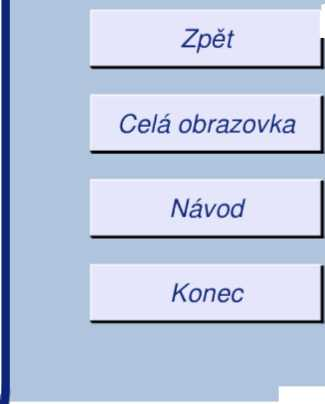 Zpět
Celá obrazovka
Návod
Konec